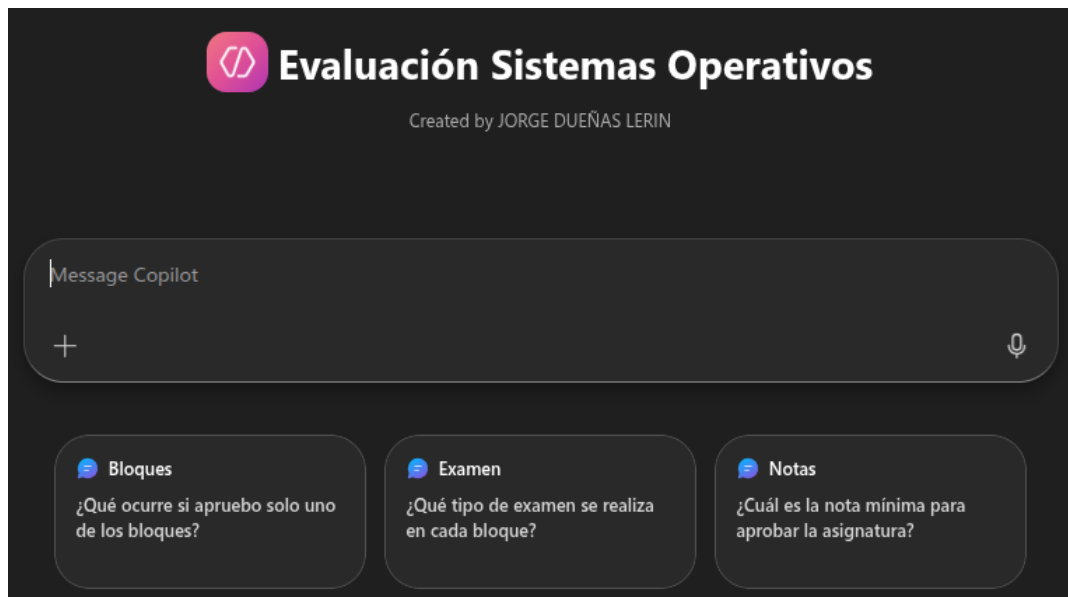 Evaluación Sistemas Operativos
Created by JORGE DUEÑAS LERIN
Message Copilot
Bloques
¿Qué ocurre si apruebo solo uno
de los bloques?
Examen
¿Qué tipo de examen se realiza
en cada bloque?
Notas
¿Cuál es la nota mínima para
aprobar la asignatura?